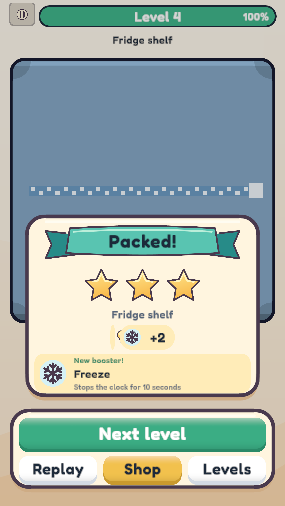 Level 4
100%
Fridge shelf
Packed!
Fridge shelf
+2
New booster!
Freeze
Stops the clock for 10 seconds
Next level
Replay
Shop
Levels